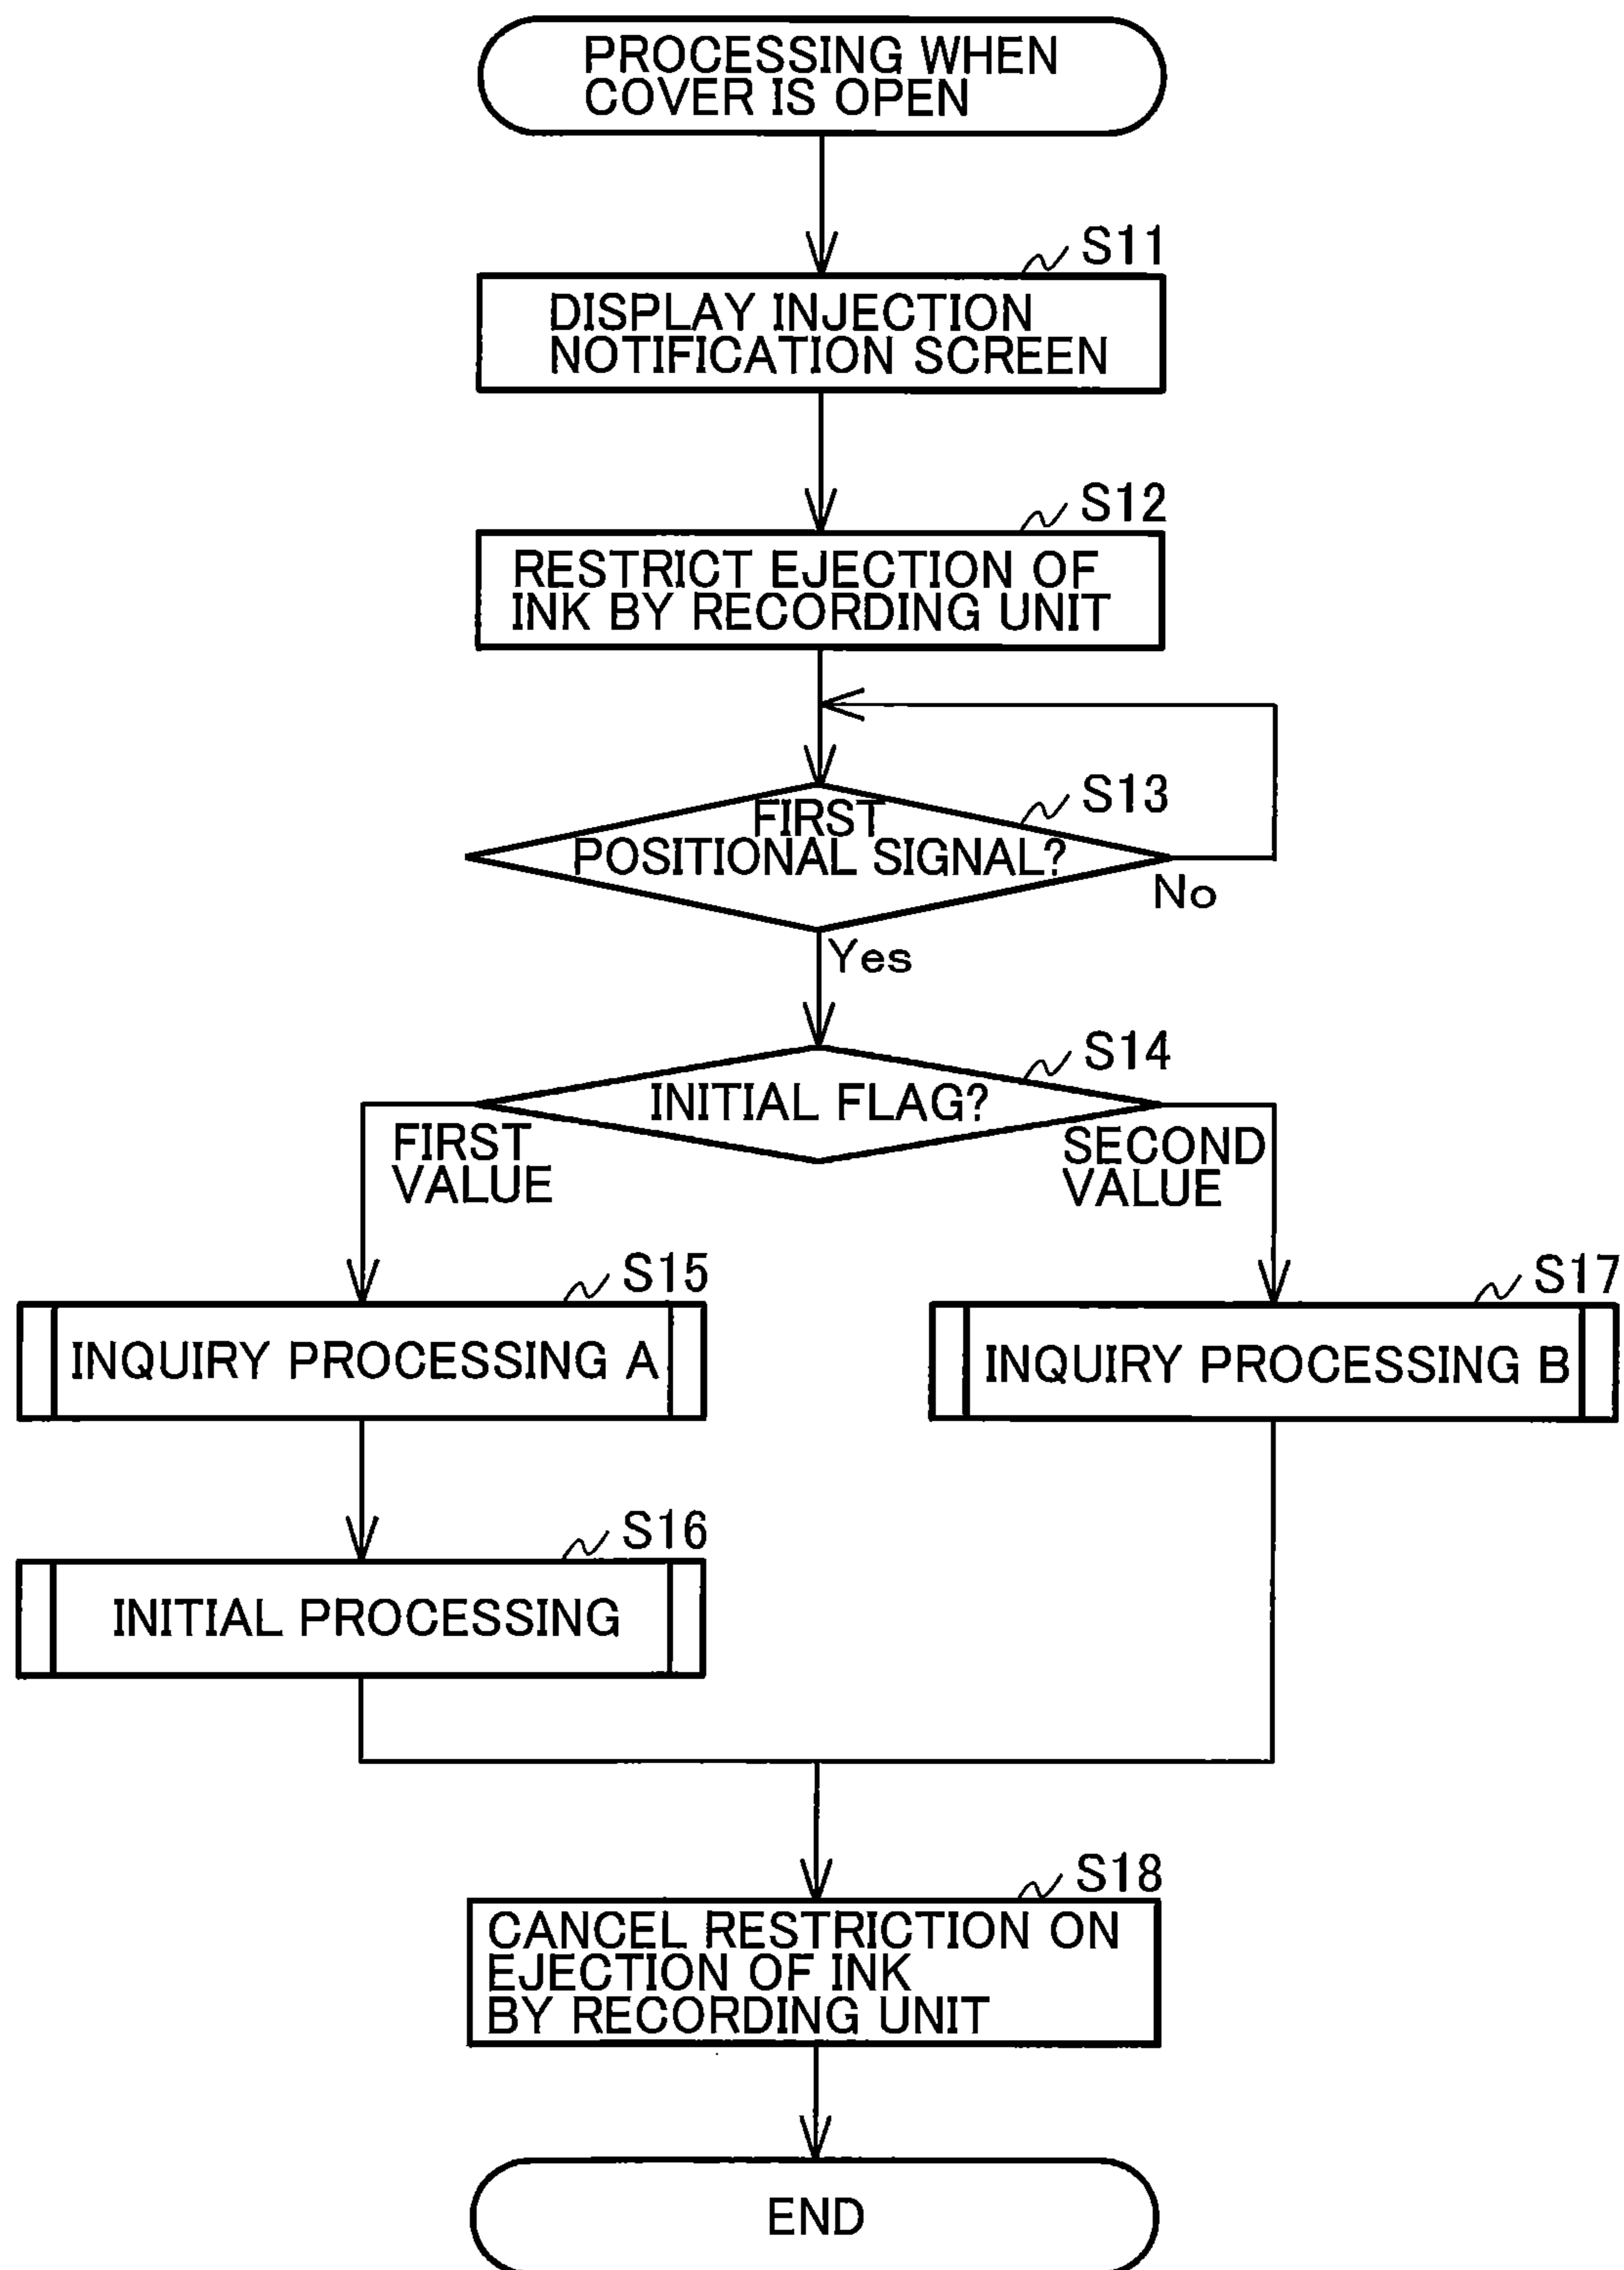 PROCESSING WHEN
COVER IS OPEN
S11
DISPLAY INJECTION
NOTIFICATION SCREEN
S12
RESTRICT EJECTION OF
INK BY RECORDING UNIT
S13
FIRST
POSITIONAL SIGNAL?
No
Yes
S14
INITIAL FLAG?
FIRST
VALUE
SECOND
VALUE
S15
INQUIRY PROCESSING A
S17
INQUIRY PROCESSING B
S16
INITIAL PROCESSING
S18
CANCEL RESTRICTION ON
EJECTION OF INK
BY RECORDING UNIT
END